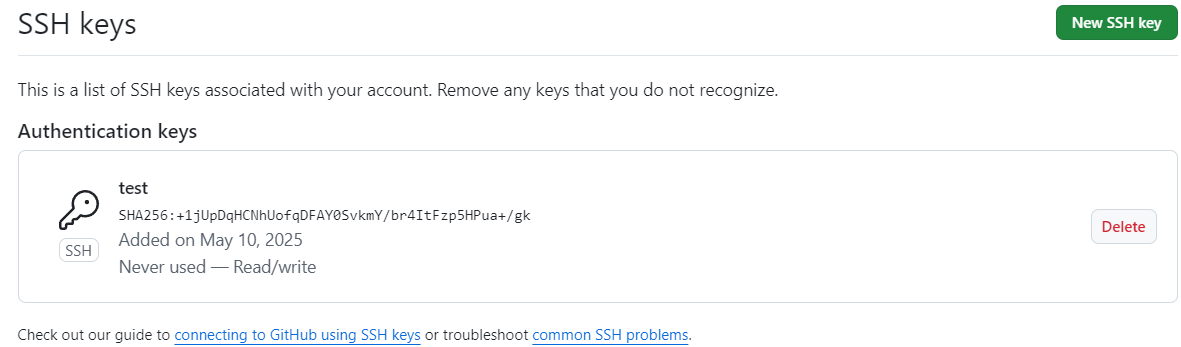 SSH keys
New SSH key
This is a list of SSH keys associated with your account. Remove any keys that you do not recognize.
Authentication keys
test
SHA256:+1jUpDqHCNhUofqDFAY0SvkmY/br4ItFzp5HPua+/gk
Added on May 10, 2025
Never used — Read/write
SSH
Delete
Check out our guide to connecting to GitHub using SSH keys or troubleshoot common SSH problems.